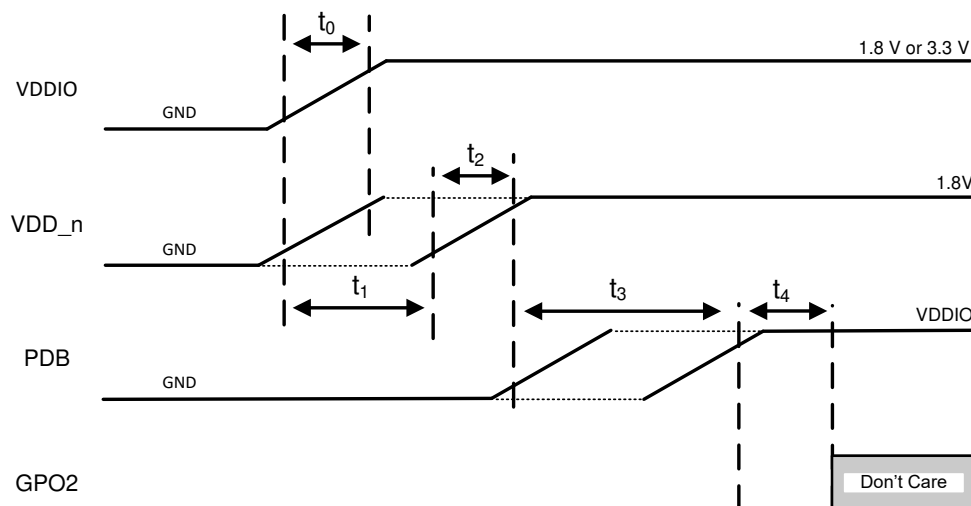 t0
VDDIO
GND
1.8 V or 3.3 V
t2
VDD_n
GND
1.8V
t1
t3
t4
PDB
GND
VDDIO
GPO2
Don't Care